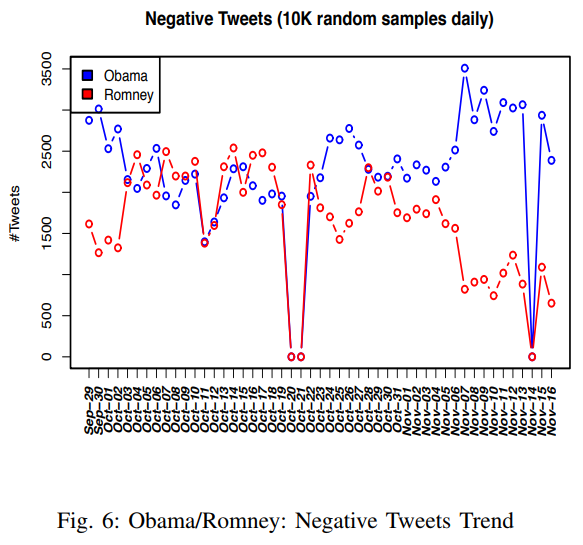 Negative Tweets (10K random samples daily)
Obama
Romney
3500
2500
1500
500
0
#Tweets
Sep-29
Sep-30
Oct-01
Oct-02
Oct-03
Oct-04
Oct-05
Oct-06
Oct-07
Oct-08
Oct-09
Oct-10
Oct-11
Oct-12
Oct-13
Oct-14
Oct-15
Oct-16
Oct-17
Oct-18
Oct-19
Oct-20
Oct-21
Oct-22
Oct-23
Oct-24
Oct-25
Oct-26
Oct-27
Oct-28
Oct-29
Oct-30
Oct-31
Nov-01
Nov-02
Nov-03
Nov-04
Nov-05
Nov-06
Nov-07
Nov-08
Nov-09
Nov-10
Nov-11
Nov-12
Nov-13
Nov-14
Nov-15
Nov-16
Fig. 6: Obama/Romney: Negative Tweets Trend